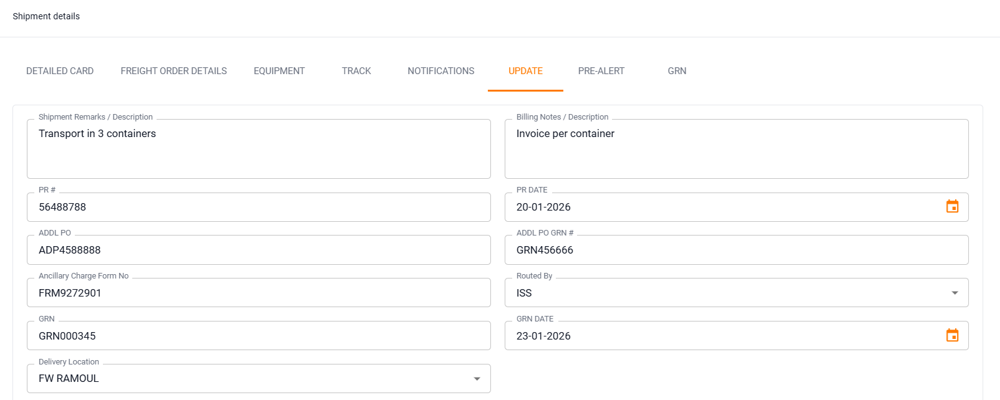 Shipment details
DETAILED CARD FREIGHT ORDER DETAILS EQUIPMENT TRACK NOTIFICATIONS UPDATE PRE-ALERT GRN
Shipment Remarks / Description
Transport in 3 containers
Billing Notes / Description
Invoice per container
PR #
56488788
PR DATE
20-01-2026
ADDL PO
ADP4588888
ADDL PO GRN #
GRN456666
Ancillary Charge Form No
FRM9272901
Routed By
ISS
GRN
GRN000345
GRN DATE
23-01-2026
Delivery Location
FW RAMOUL